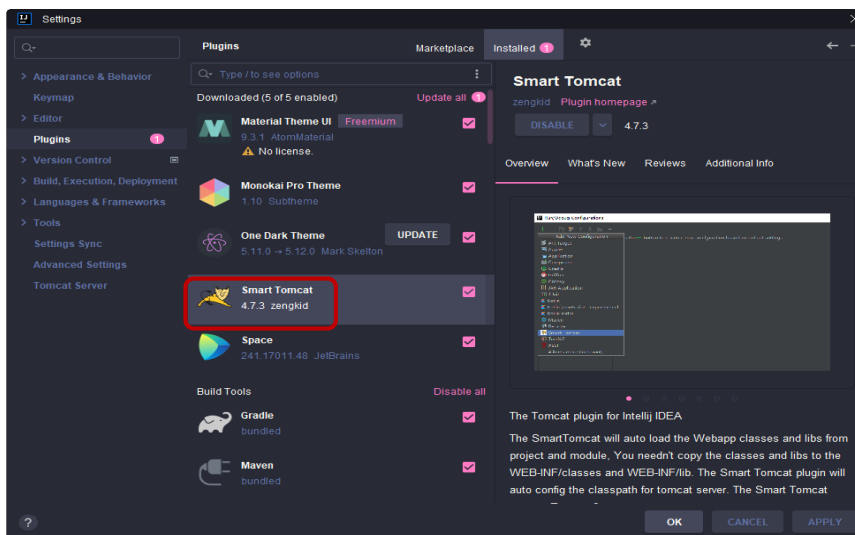 Settings
Plugins
Marketplace
Installed 1
Appearance & Behavior
Keymap
Editor
Plugins 1
Version Control
Build, Execution, Deployment
Languages & Frameworks
Tools
Settings Sync
Advanced Settings
Tomcat Server
Type / to see options
Downloaded (5 of 5 enabled) Update all 1
Material Theme UI Freemium
9.3.1 AtomMaterial
No license.
Monokai Pro Theme
1.10 Subtheme
One Dark Theme UPDATE
5.11.0 → 5.12.0 Mark Skelton
Smart Tomcat
4.7.3 zengkid
Space
241.17011.48 JetBrains
Build Tools Disable all
Gradle
bundled
Maven
bundled
Smart Tomcat
zengkid Plugin homepage ↗
DISABLE 4.7.3
Overview What's New Reviews Additional Info
Run/Debug Configurations
Add New Configuration
Smart Tomcat
The Tomcat plugin for Intellij IDEA
The SmartTomcat will auto load the Webapp classes and libs from
project and module, You needn't copy the classes and libs to the
WEB-INF/classes and WEB-INF/lib. The Smart Tomcat plugin will
auto config the classpath for tomcat server. The Smart Tomcat
?
OK CANCEL APPLY